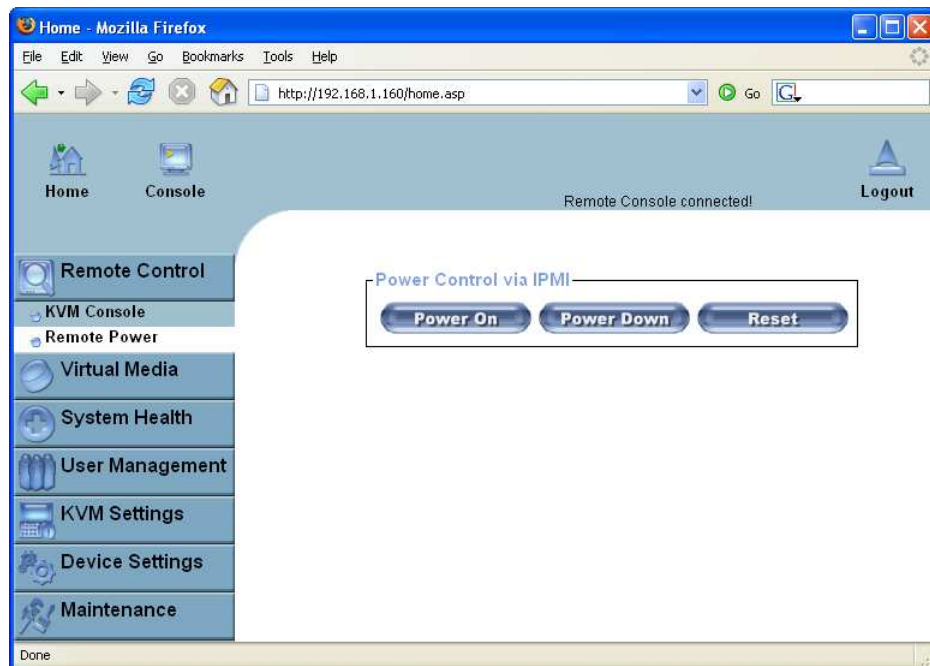 Home - Mozilla Firefox
File Edit View Go Bookmarks Tools Help
http://192.168.1.160/home.asp Go G
Home Console Remote Console connected! Logout
Remote Control
KVM Console
Remote Power
Virtual Media
System Health
User Management
KVM Settings
Device Settings
Maintenance
Power Control via IPMI
Power On Power Down Reset
Done